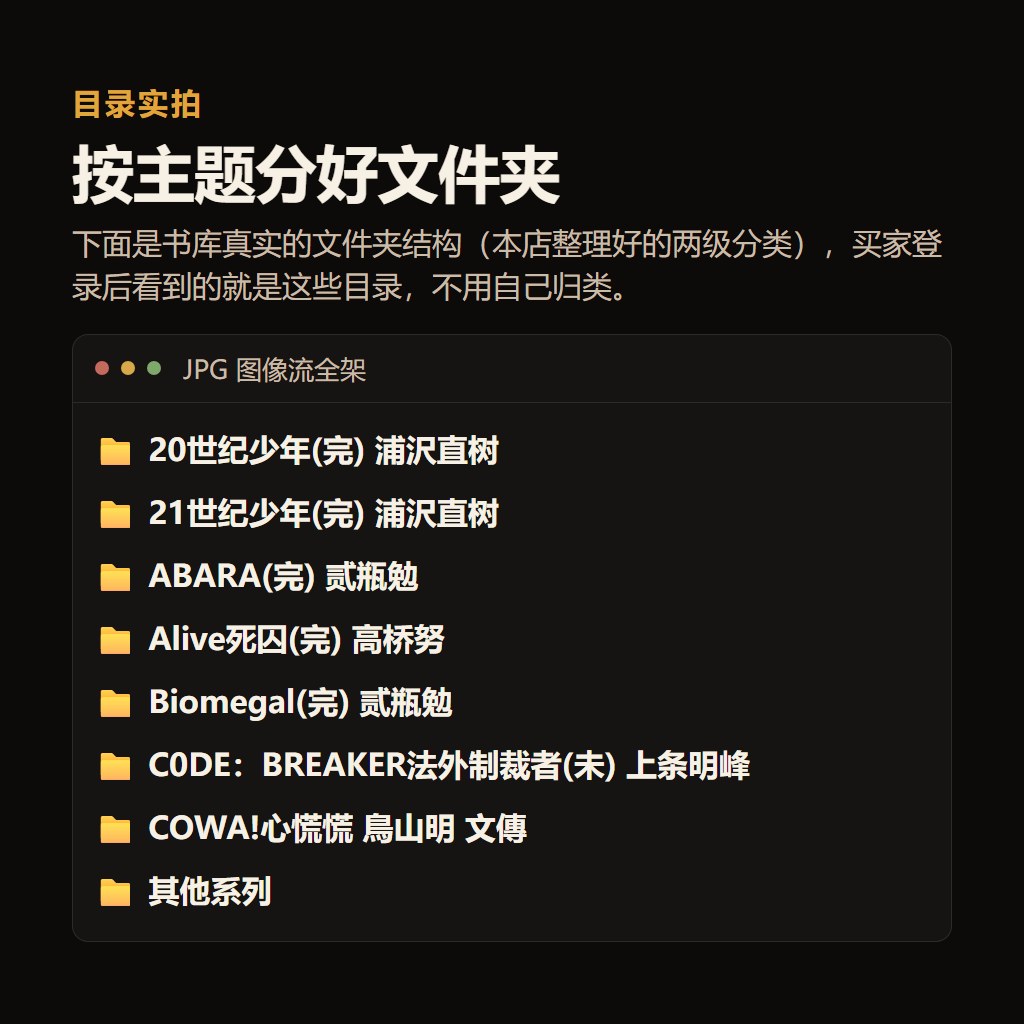 目录实拍
按主题分好文件夹
下面是书库真实的文件夹结构（本店整理好的两级分类），买家登
录后看到的就是这些目录，不用自己归类。
JPG 图像流全架
20世纪少年(完) 浦沢直树
21世纪少年(完) 浦沢直树
ABARA(完) 贰瓶勉
Alive死囚(完) 高桥努
Biomegal(完) 贰瓶勉
C0DE：BREAKER法外制裁者(未) 上条明峰
COWA!心慌慌 鳥山明 文傳
其他系列